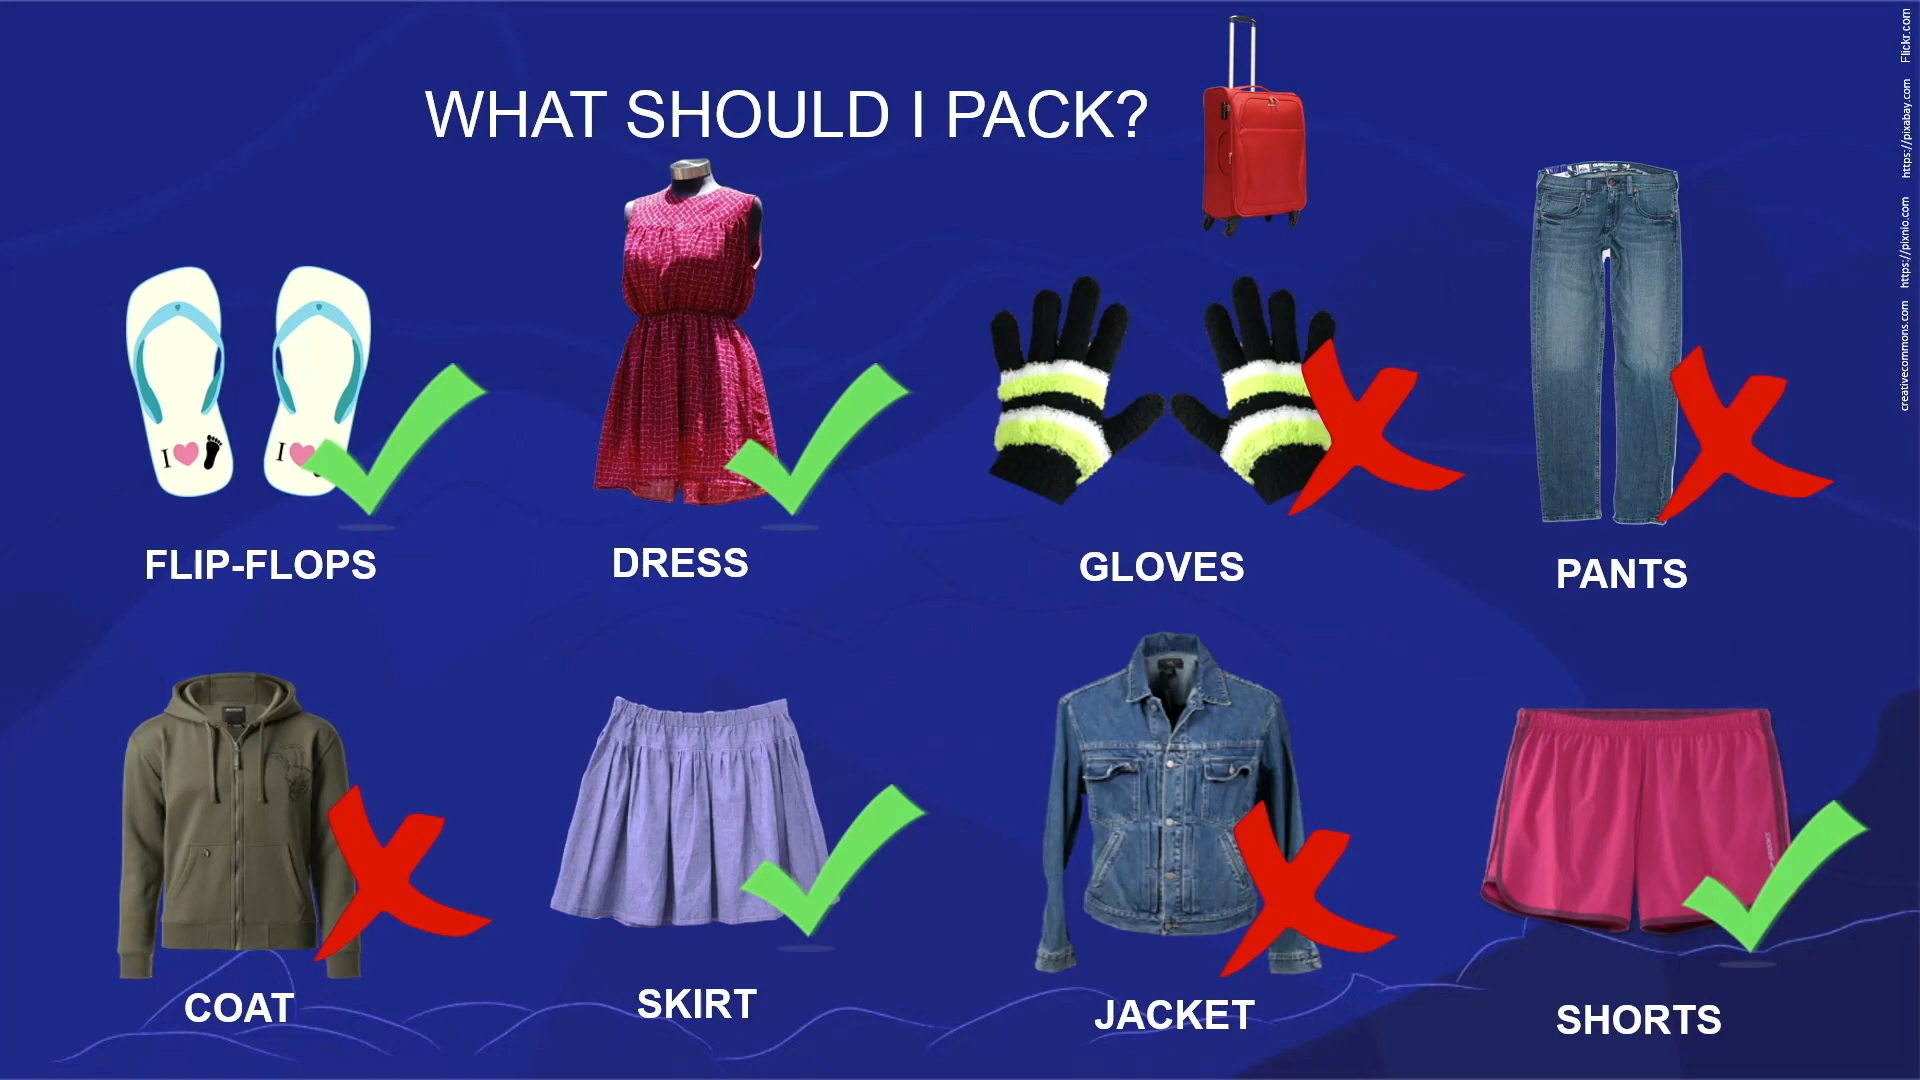 WHAT SHOULD I PACK?
FLIP-FLOPS
DRESS
GLOVES
PANTS
COAT
SKIRT
JACKET
SHORTS
I
I
creativecommons.com https://pixnio.com https://pixabay.com Flickr.com